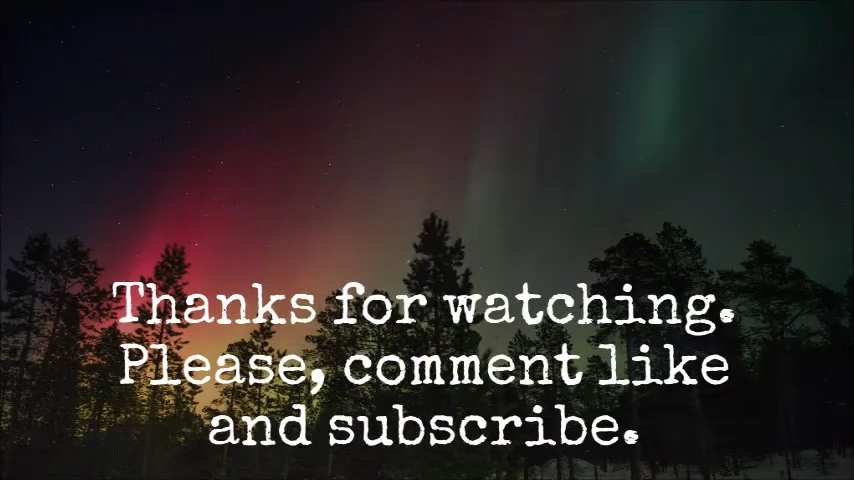 Thanks for watching.
Please, comment like
and subscribe.